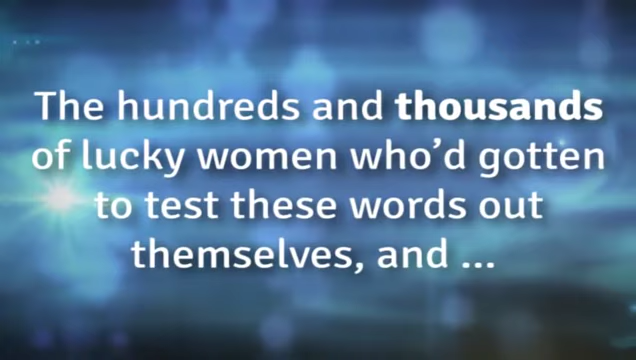 The hundreds and thousands
of lucky women who'd gotten
to test these words out
themselves, and ...